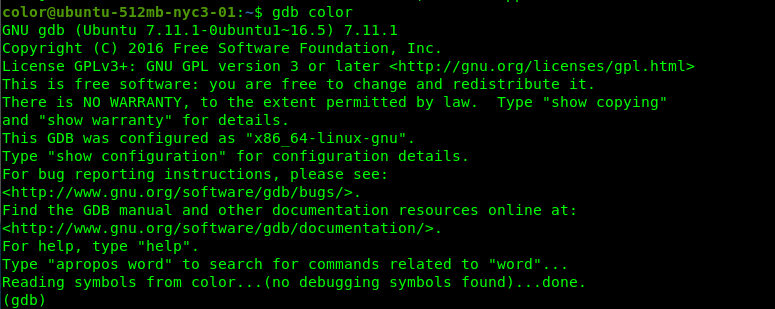 color@ubuntu-512mb-nyc3-01:~$ gdb color
GNU gdb (Ubuntu 7.11.1-0ubuntu1~16.5) 7.11.1
Copyright (C) 2016 Free Software Foundation, Inc.
License GPLv3+: GNU GPL version 3 or later <http://gnu.org/licenses/gpl.html>
This is free software: you are free to change and redistribute it.
There is NO WARRANTY, to the extent permitted by law.  Type "show copying"
and "show warranty" for details.
This GDB was configured as "x86_64-linux-gnu".
Type "show configuration" for configuration details.
For bug reporting instructions, please see:
<http://www.gnu.org/software/gdb/bugs/>.
Find the GDB manual and other documentation resources online at:
<http://www.gnu.org/software/gdb/documentation/>.
For help, type "help".
Type "apropos word" to search for commands related to "word"...
Reading symbols from color...(no debugging symbols found)...done.
(gdb)